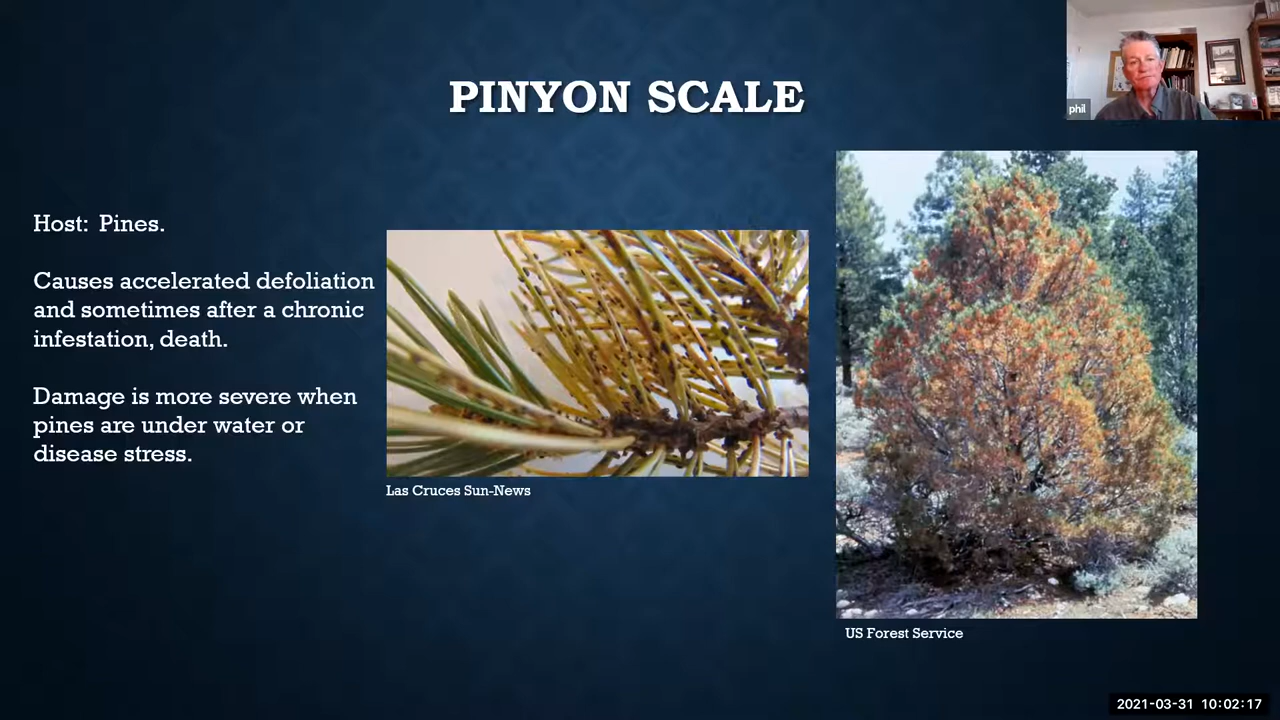 PINYON SCALE
phil
Host: Pines.
Causes accelerated defoliation
and sometimes after a chronic
infestation, death.
Damage is more severe when
pines are under water or
disease stress.
Las Cruces Sun-News
US Forest Service
2021-03-31 10:02:17